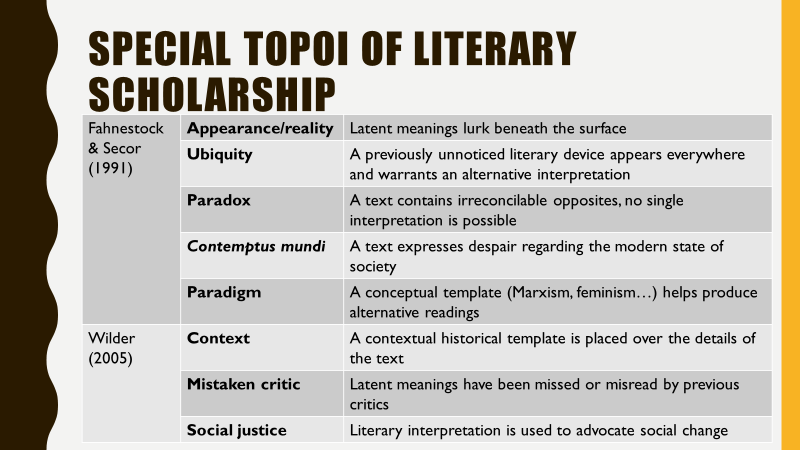 SPECIAL TOPOI OF LITERARY
SCHOLARSHIP
Fahnestock
& Secor
(1991)
Appearance/reality
Latent meanings lurk beneath the surface
Ubiquity
A previously unnoticed literary device appears everywhere
and warrants an alternative interpretation
Paradox
A text contains irreconcilable opposites, no single
interpretation is possible
Contemptus mundi
A text expresses despair regarding the modern state of
society
Paradigm
A conceptual template (Marxism, feminism…) helps produce
alternative readings
Wilder
(2005)
Context
A contextual historical template is placed over the details of
the text
Mistaken critic
Latent meanings have been missed or misread by previous
critics
Social justice
Literary interpretation is used to advocate social change